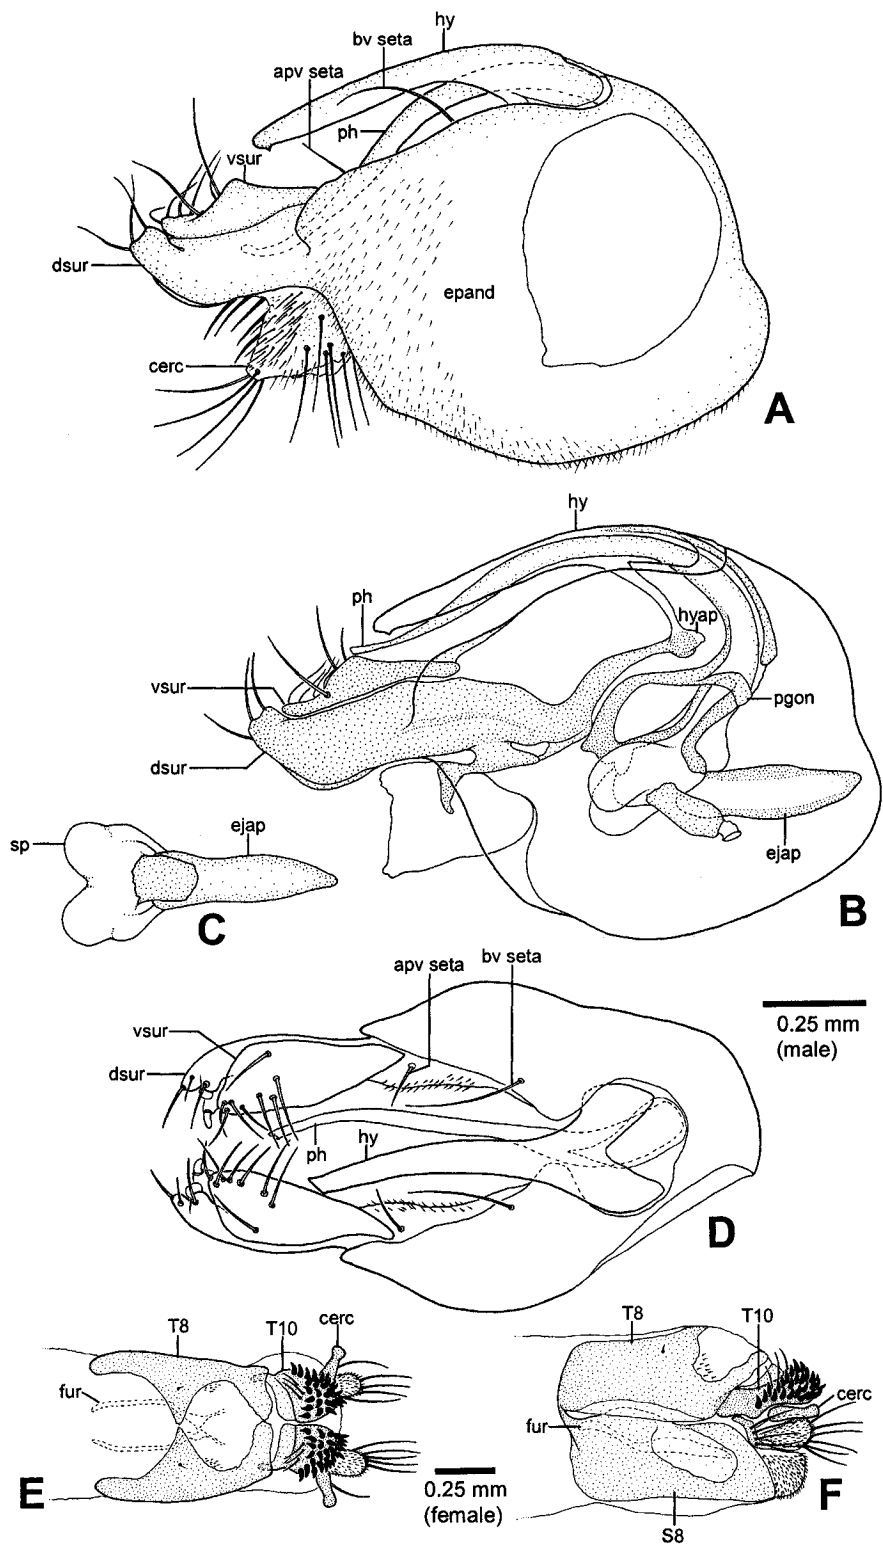 hy
bv seta
apv seta
ph
vsur
dsur
epand
cerc
A
hy
ph
hyap
vsur
pgon
dsur
ejap
B
sp
ejap
C
apv seta
bv seta
0.25 mm
(male)
vsur
dsur
ph
hy
D
T8
T10
cerc
fur
E
0.25 mm
(female)
T8
T10
cerc
fur
F
S8